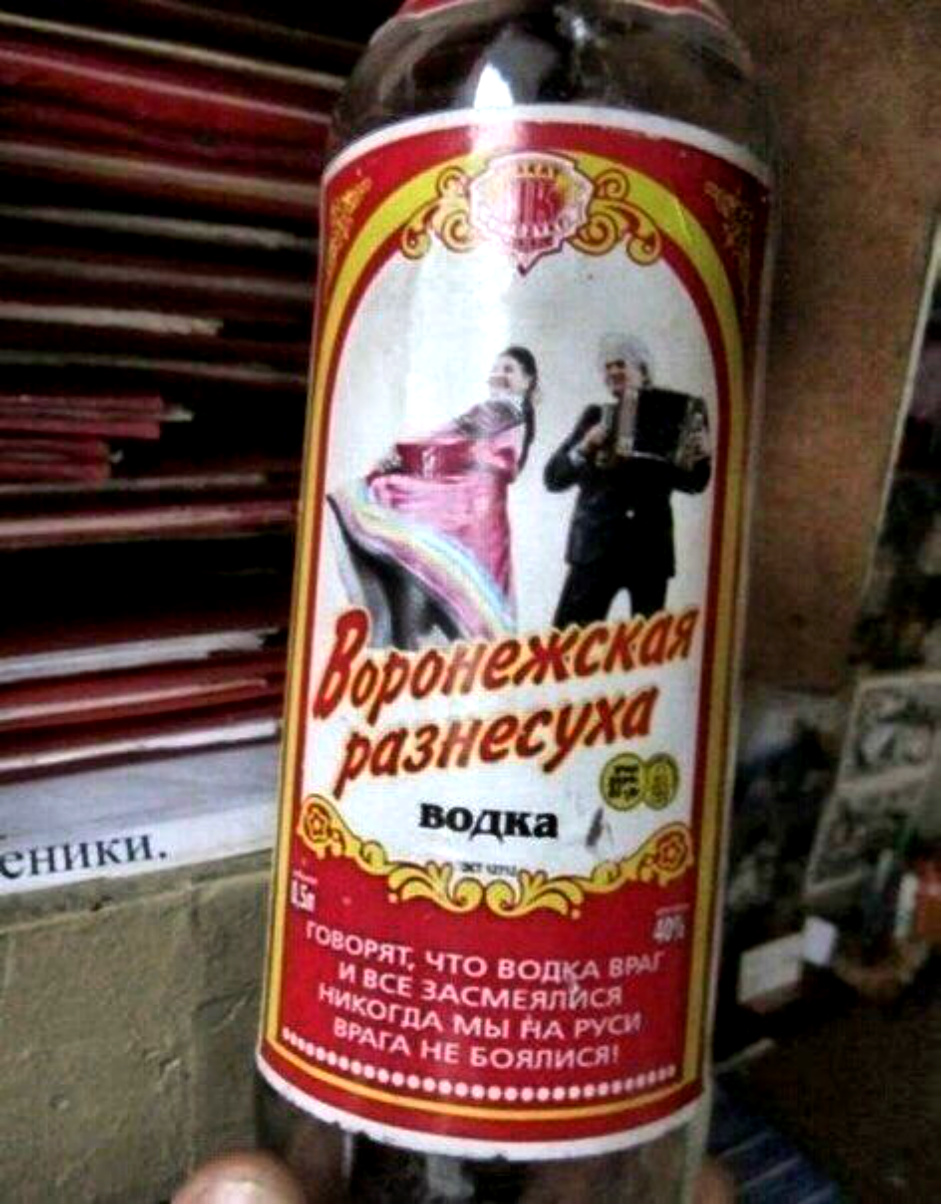 Воронежская
разнесуха
водка
0,5л
40%
ГОВОРЯТ, ЧТО ВОДКА ВРАГ
И ВСЕ ЗАСМЕЯЛИСЯ
НИКОГДА МЫ НА РУСИ
ВРАГА НЕ БОЯЛИСЯ!
еники.